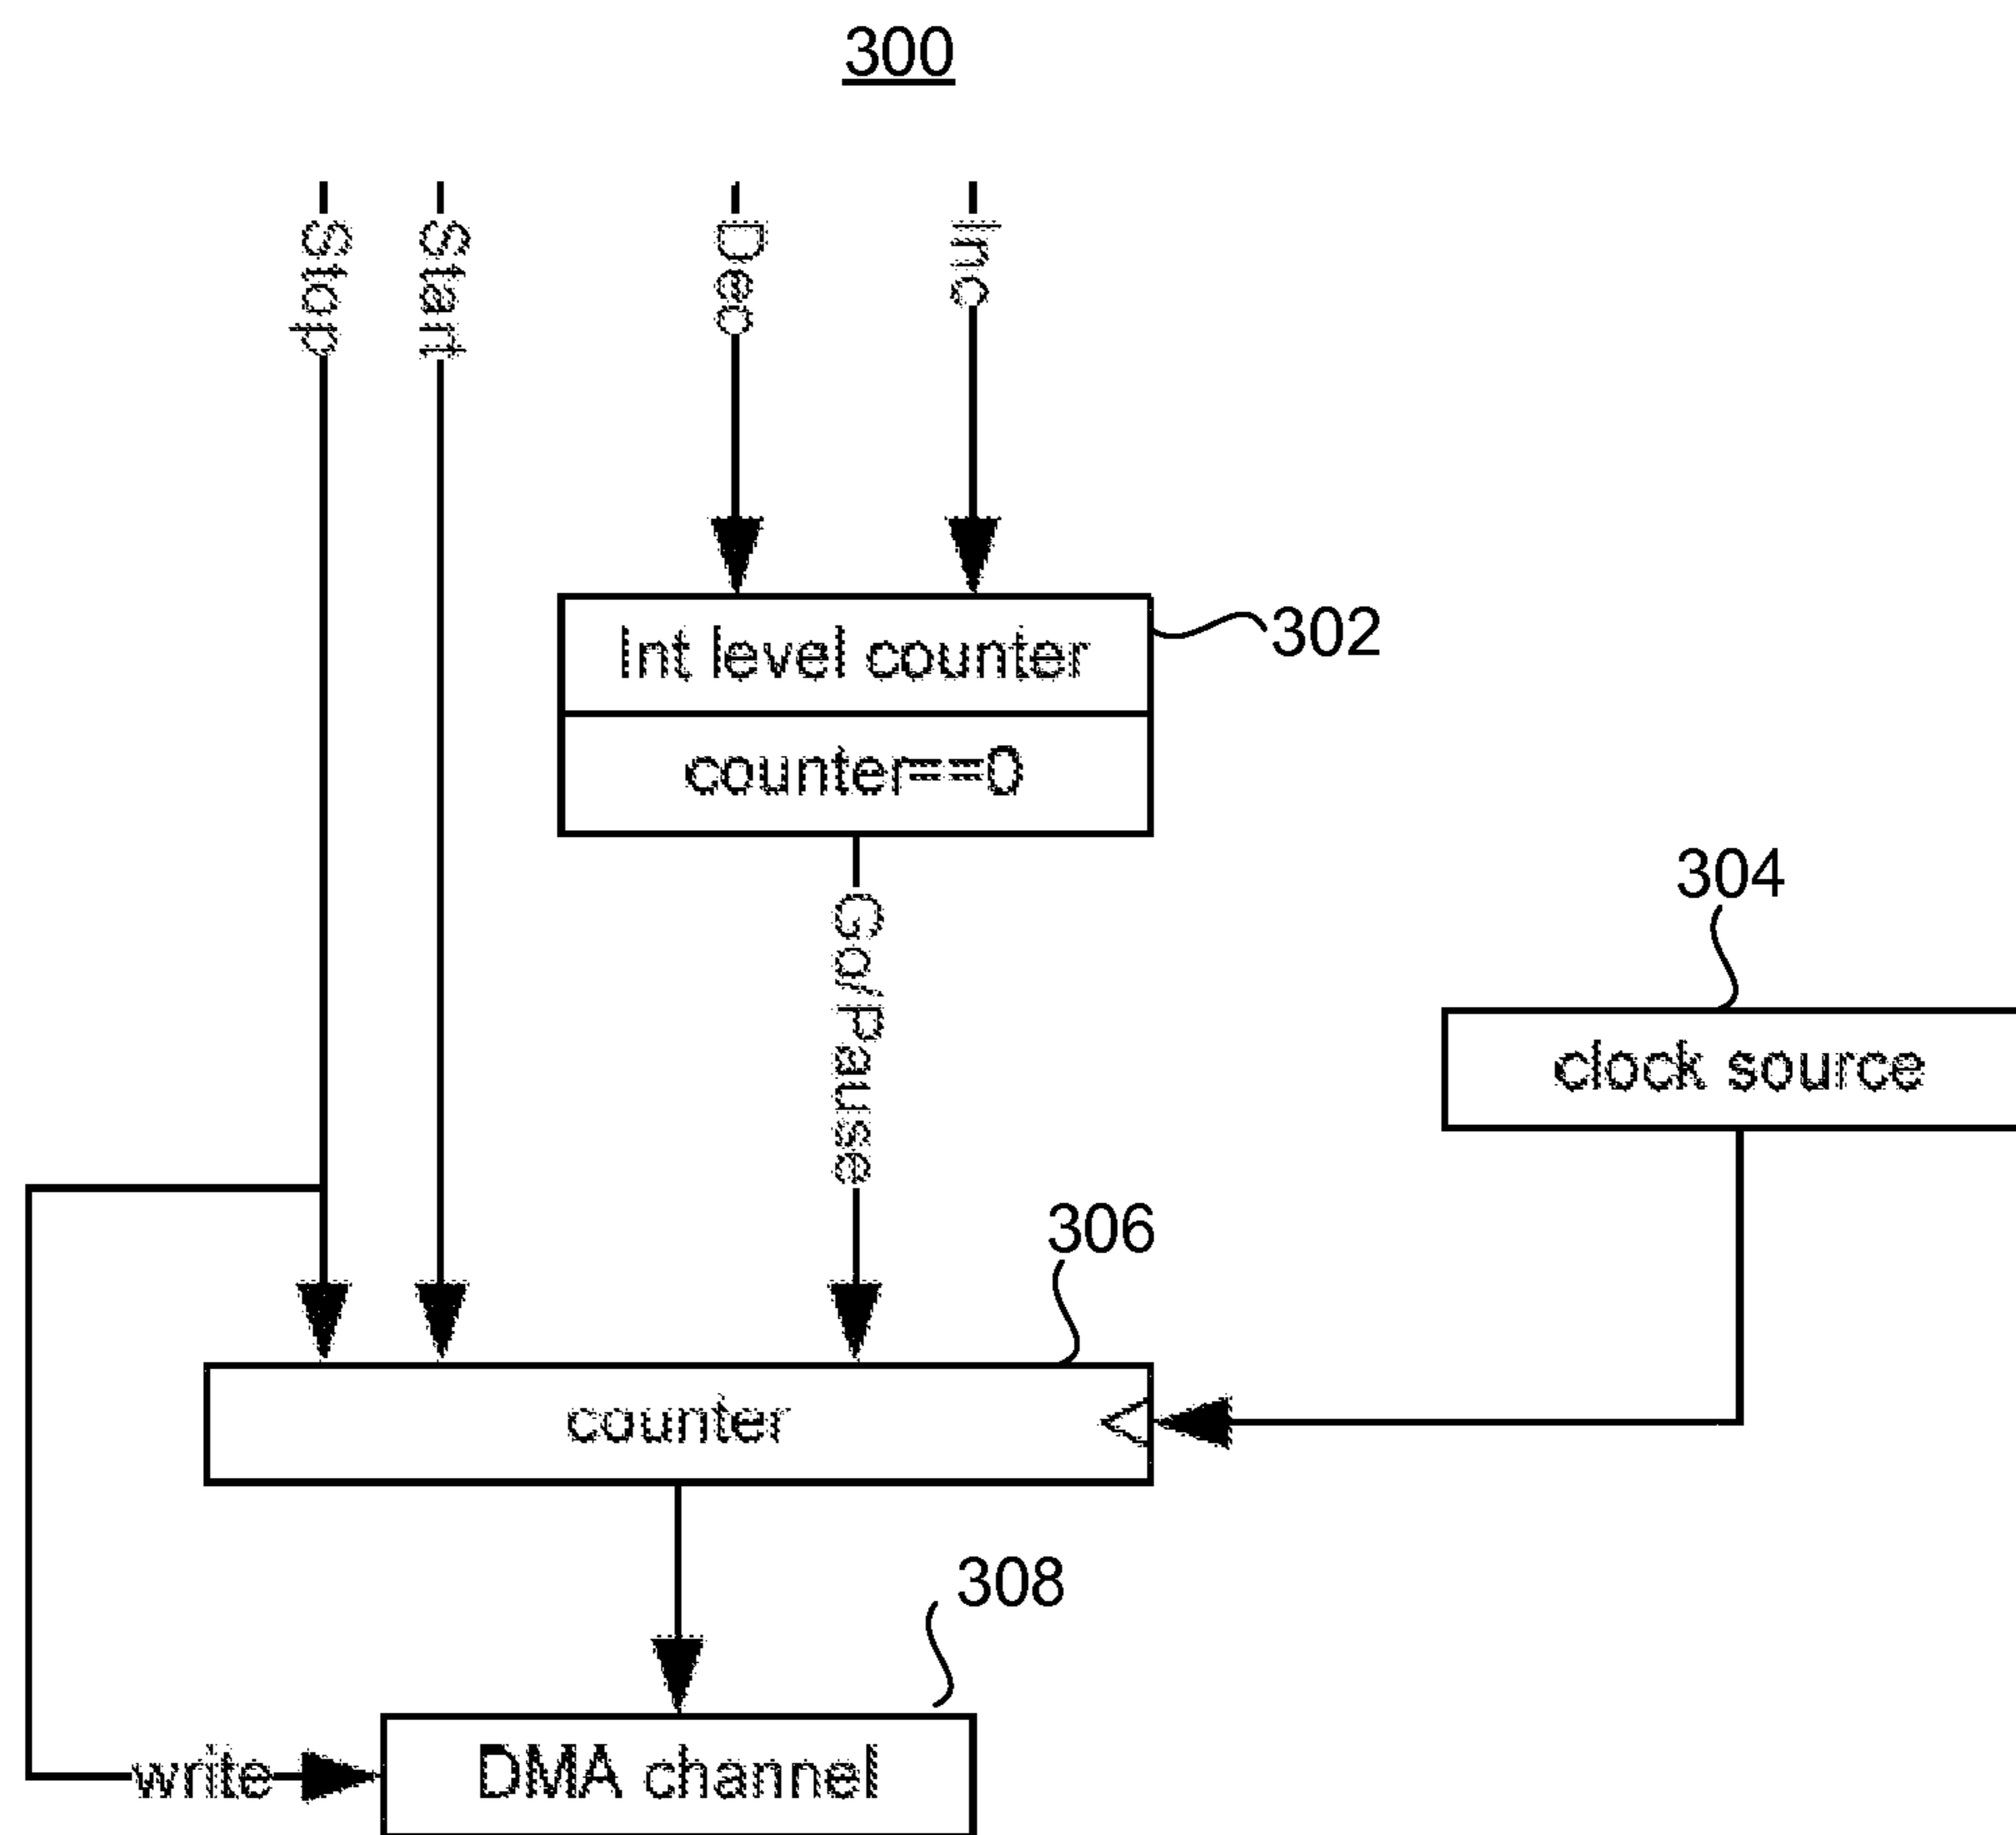 300
Stop
Start
Dec
Inc
Int level counter
302
counter==0
Go/Pause
304
clock source
306
counter
308
write
DMA channel